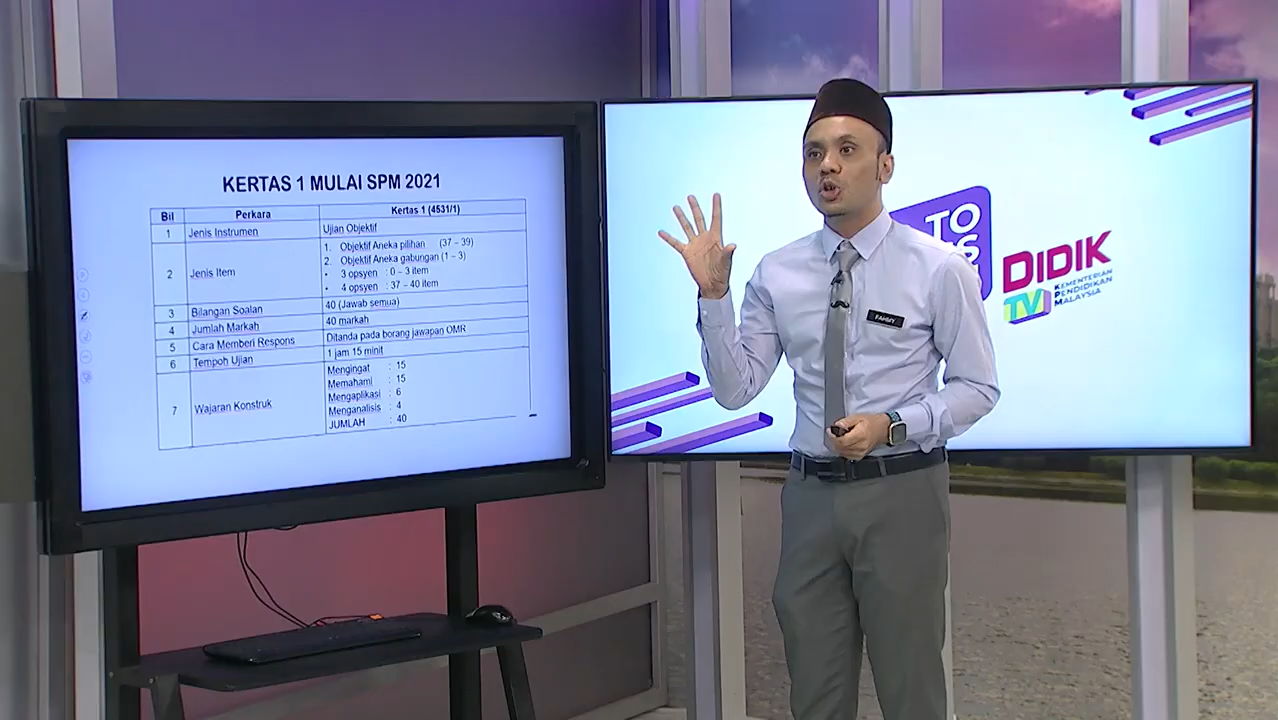 KERTAS 1 MULAI SPM 2021
Bil Perkara Kertas 1 (4531/1)
1 Jenis Instrumen Ujian Objektif
2 Jenis Item
1. Objektif Aneka pilihan (37 – 39)
2. Objektif Aneka gabungan (1 – 3)
• 3 opsyen : 0 – 3 item
• 4 opsyen : 37 – 40 item
3 Bilangan Soalan 40 (Jawab semua)
4 Jumlah Markah 40 markah
5 Cara Memberi Respons Ditanda pada borang jawapan OMR
6 Tempoh Ujian 1 jam 15 minit
7 Wajaran Konstruk
Mengingat : 15
Memahami : 15
Mengaplikasi : 6
Menganalisis : 4
JUMLAH : 40
TO
DIDIK
TV
KEMENTERIAN
PENDIDIKAN
MALAYSIA
FAHMY